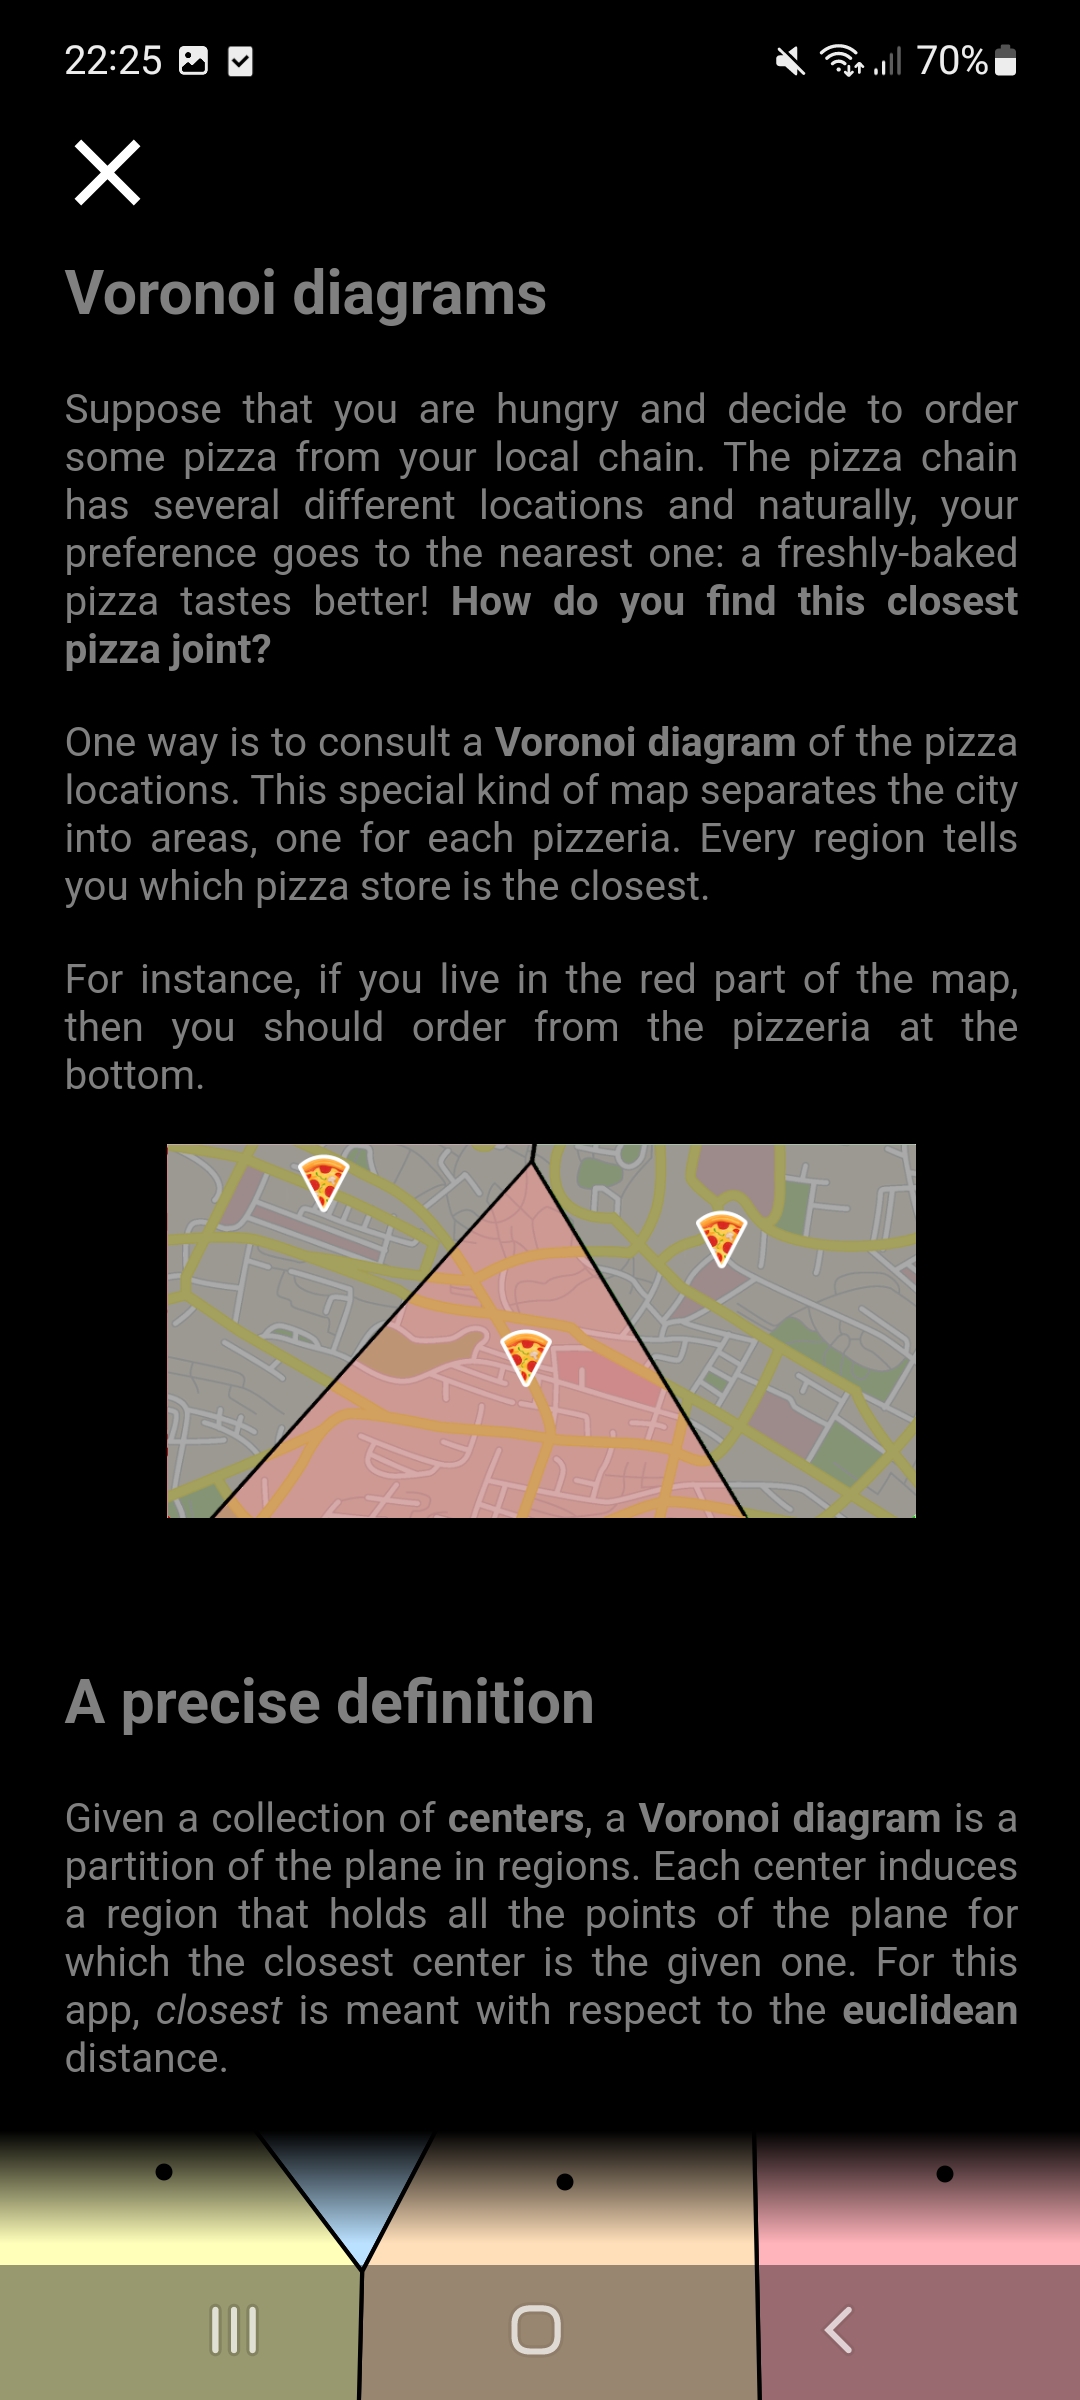 22:25
70%
Voronoi diagrams
Suppose that you are hungry and decide to order
some pizza from your local chain. The pizza chain
has several different locations and naturally, your
preference goes to the nearest one: a freshly-baked
pizza tastes better! How do you find this closest
pizza joint?
One way is to consult a Voronoi diagram of the pizza
locations. This special kind of map separates the city
into areas, one for each pizzeria. Every region tells
you which pizza store is the closest.
For instance, if you live in the red part of the map,
then you should order from the pizzeria at the
bottom.
A precise definition
Given a collection of centers, a Voronoi diagram is a
partition of the plane in regions. Each center induces
a region that holds all the points of the plane for
which the closest center is the given one. For this
app, closest is meant with respect to the euclidean
distance.